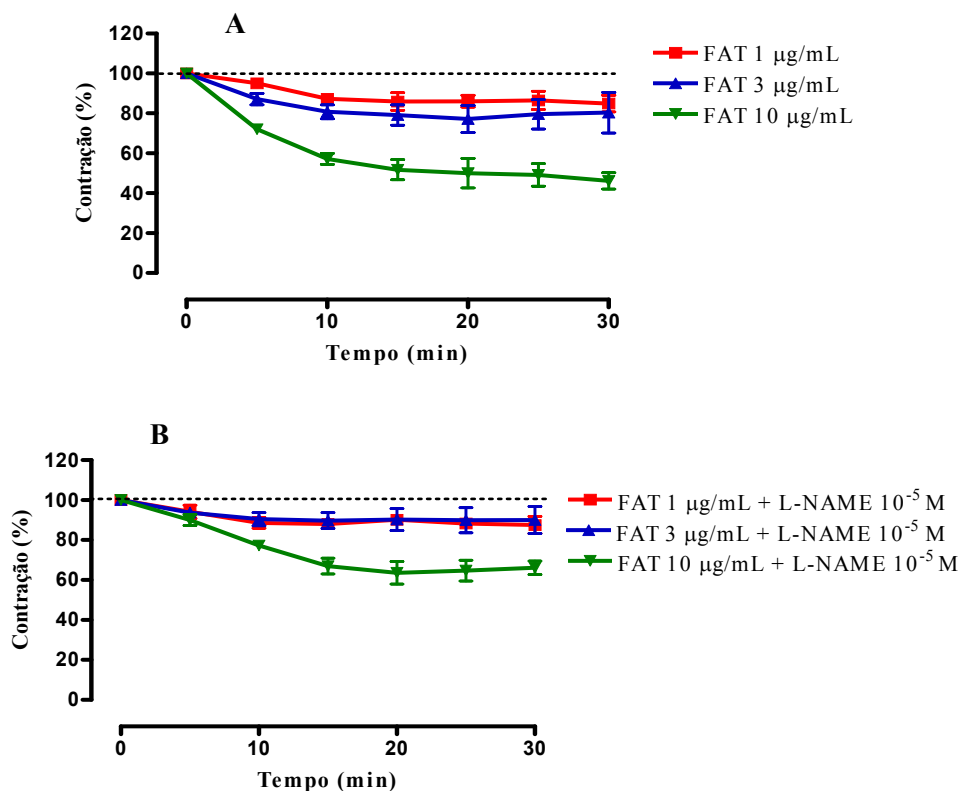 A
120
100
80
60
40
20
0
Contração (%)
0 10 20 30
Tempo (min)
FAT 1 µg/mL
FAT 3 µg/mL
FAT 10 µg/mL
B
120
100
80
60
40
20
0
Contração (%)
0 10 20 30
Tempo (min)
FAT 1 µg/mL + L-NAME 10⁻⁵ M
FAT 3 µg/mL + L-NAME 10⁻⁵ M
FAT 10 µg/mL + L-NAME 10⁻⁵ M